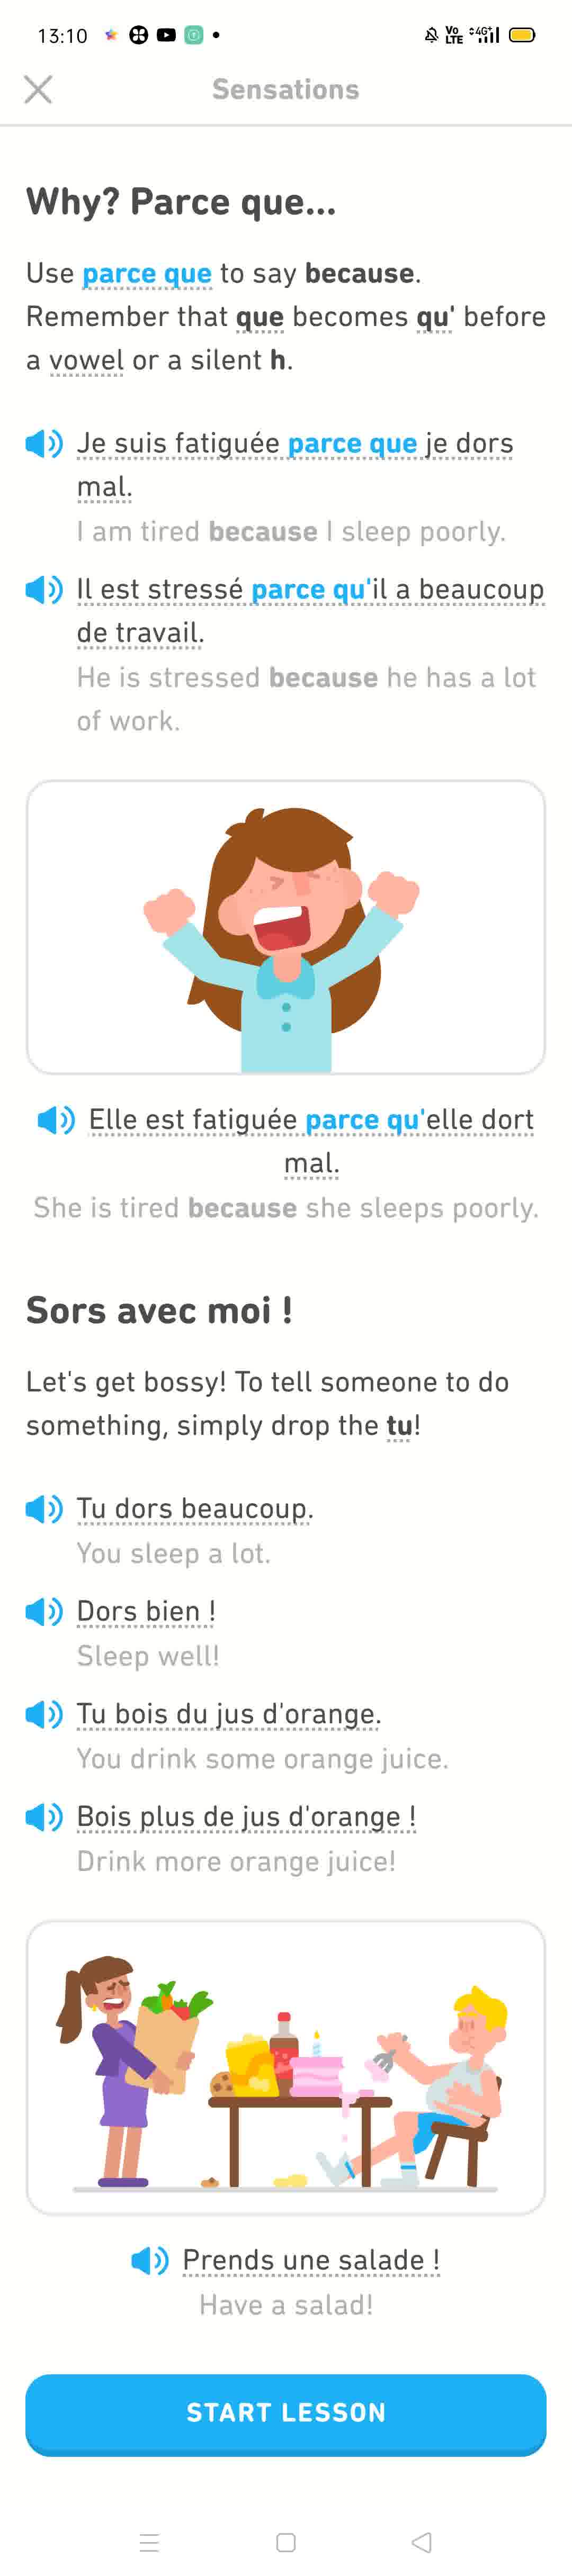 13:10
Vo LTE 4G+
Sensations
Why? Parce que...
Use parce que to say because.
Remember that que becomes qu' before
a vowel or a silent h.
Je suis fatiguée parce que je dors
mal.
I am tired because I sleep poorly.
Il est stressé parce qu'il a beaucoup
de travail.
He is stressed because he has a lot
of work.
Elle est fatiguée parce qu'elle dort
mal.
She is tired because she sleeps poorly.
Sors avec moi !
Let's get bossy! To tell someone to do
something, simply drop the tu!
Tu dors beaucoup.
You sleep a lot.
Dors bien !
Sleep well!
Tu bois du jus d'orange.
You drink some orange juice.
Bois plus de jus d'orange !
Drink more orange juice!
Prends une salade !
Have a salad!
START LESSON